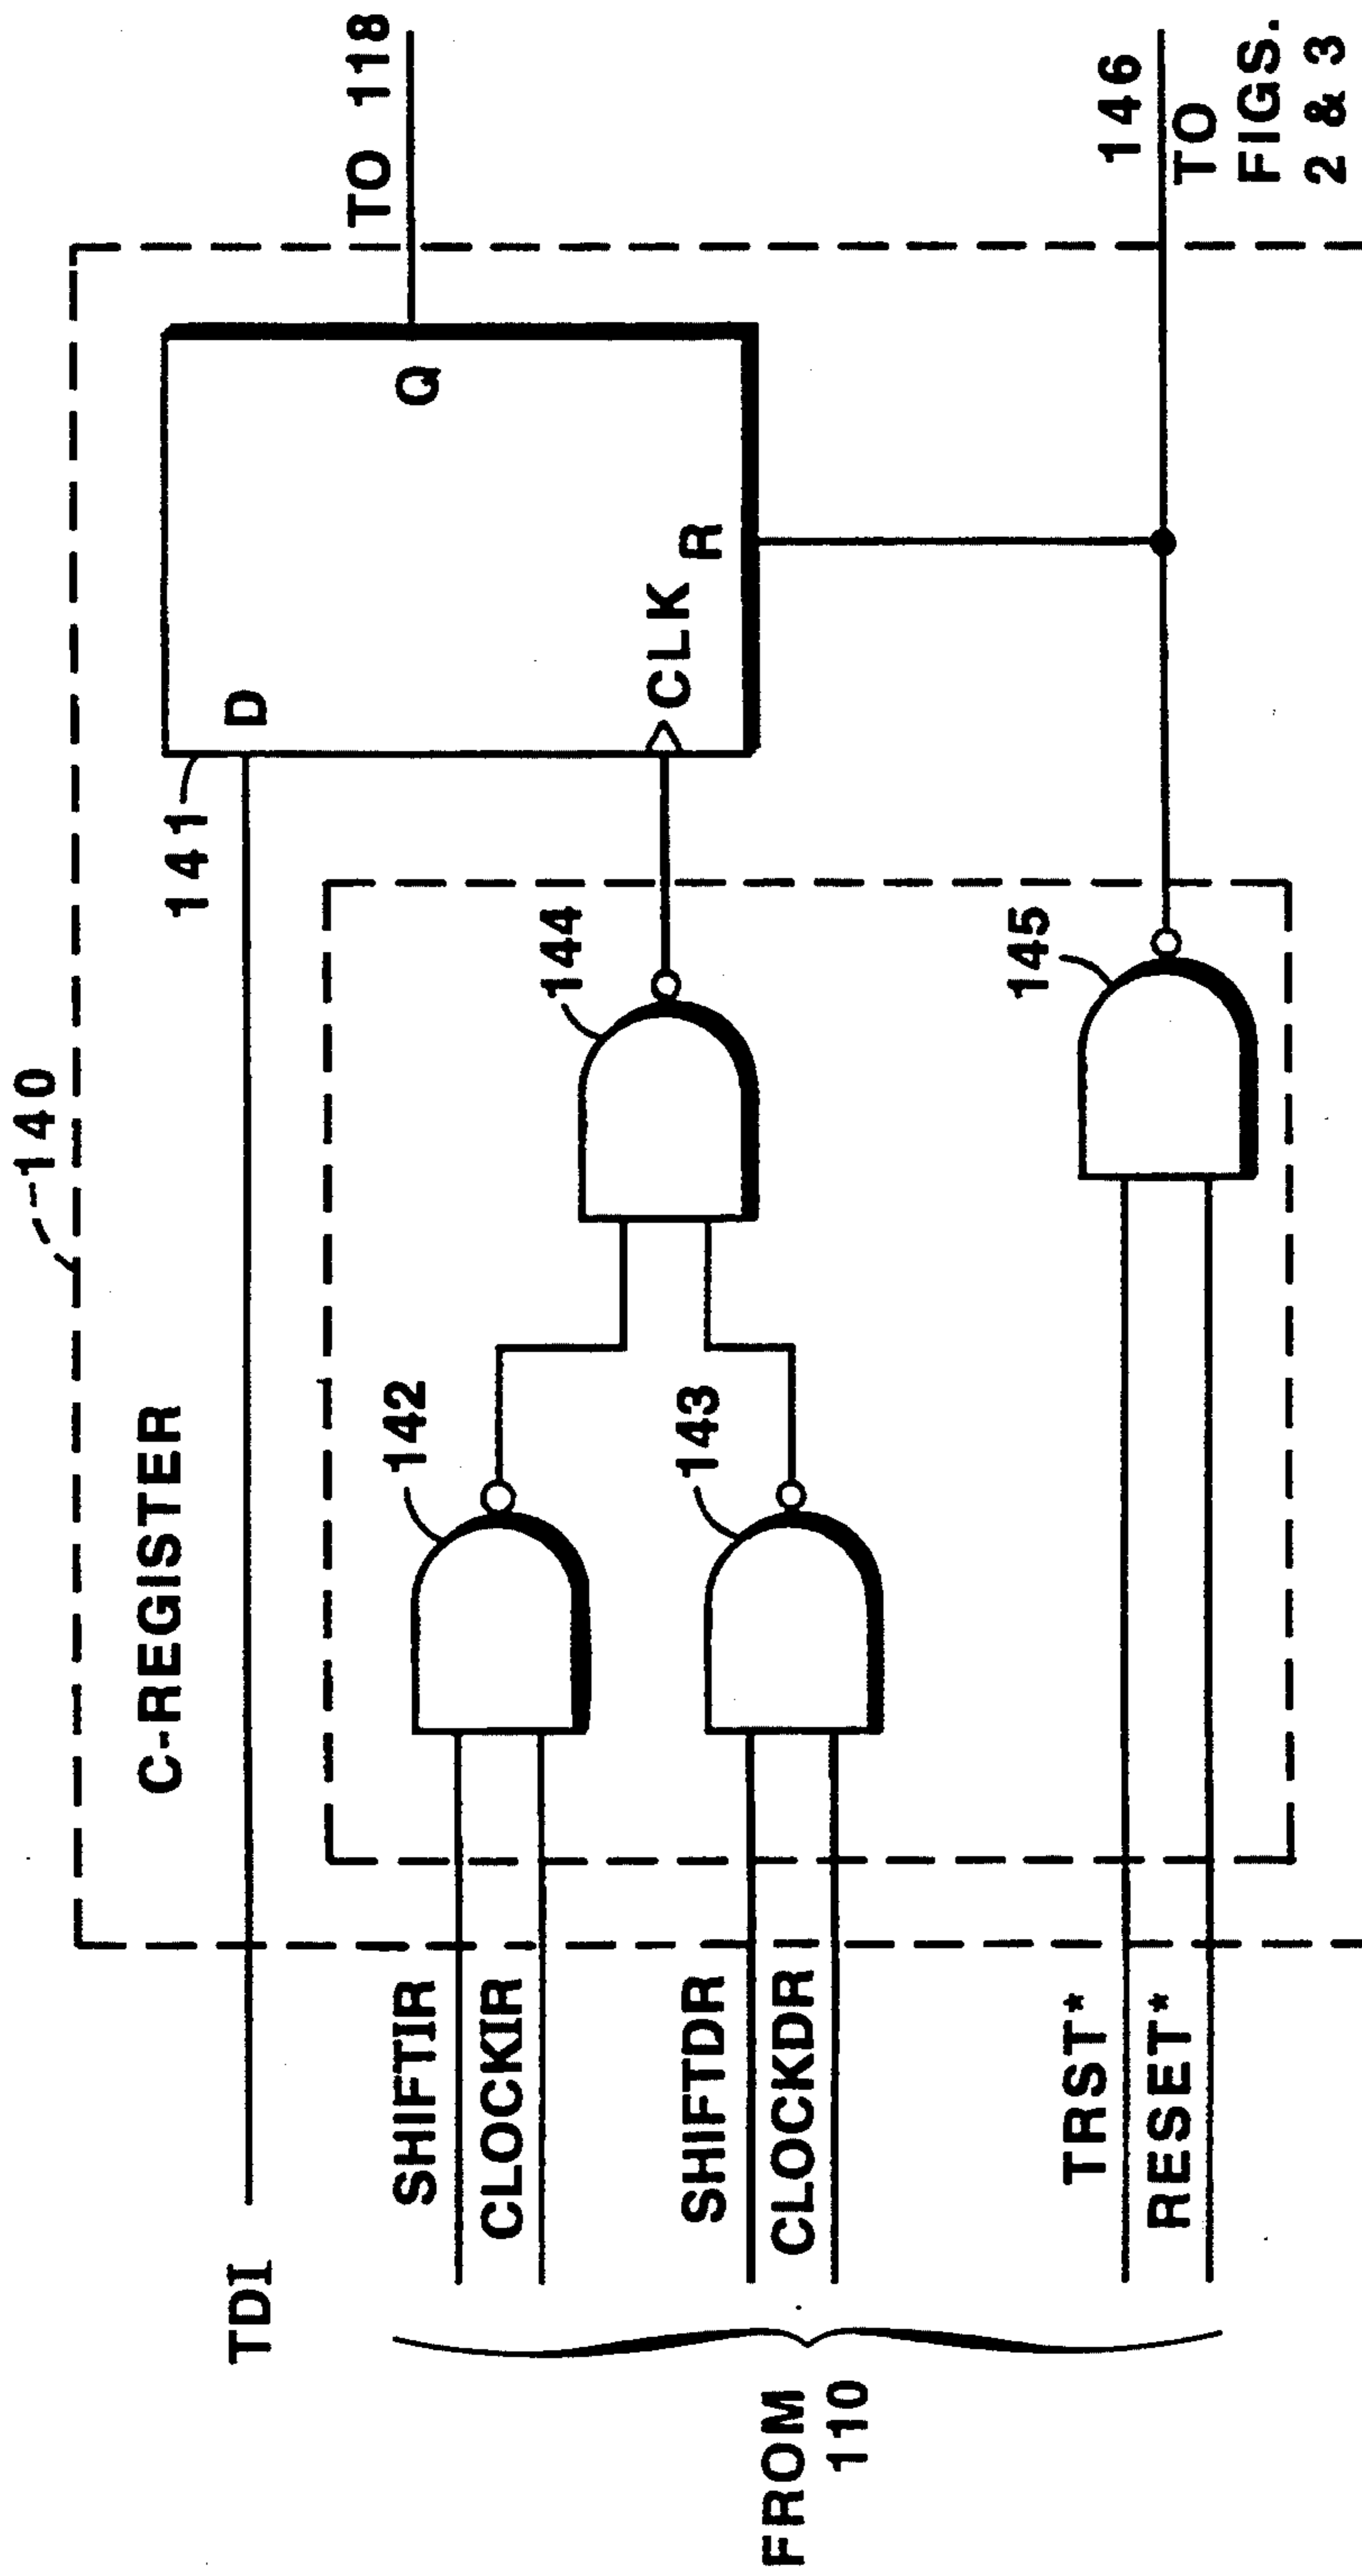 140
C-REGISTER
TO 118
141
D
Q
CLK
R
TDI
SHIFTIR
CLOCKIR
142
144
SHIFTDR
CLOCKDR
143
FROM
110
TRST*
RESET*
145
146
TO
FIGS.
2 & 3